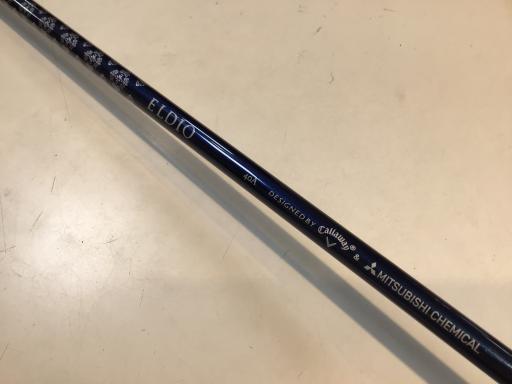 ELDIO 40A DESIGNED BY Callaway® & MITSUBISHI CHEMICAL